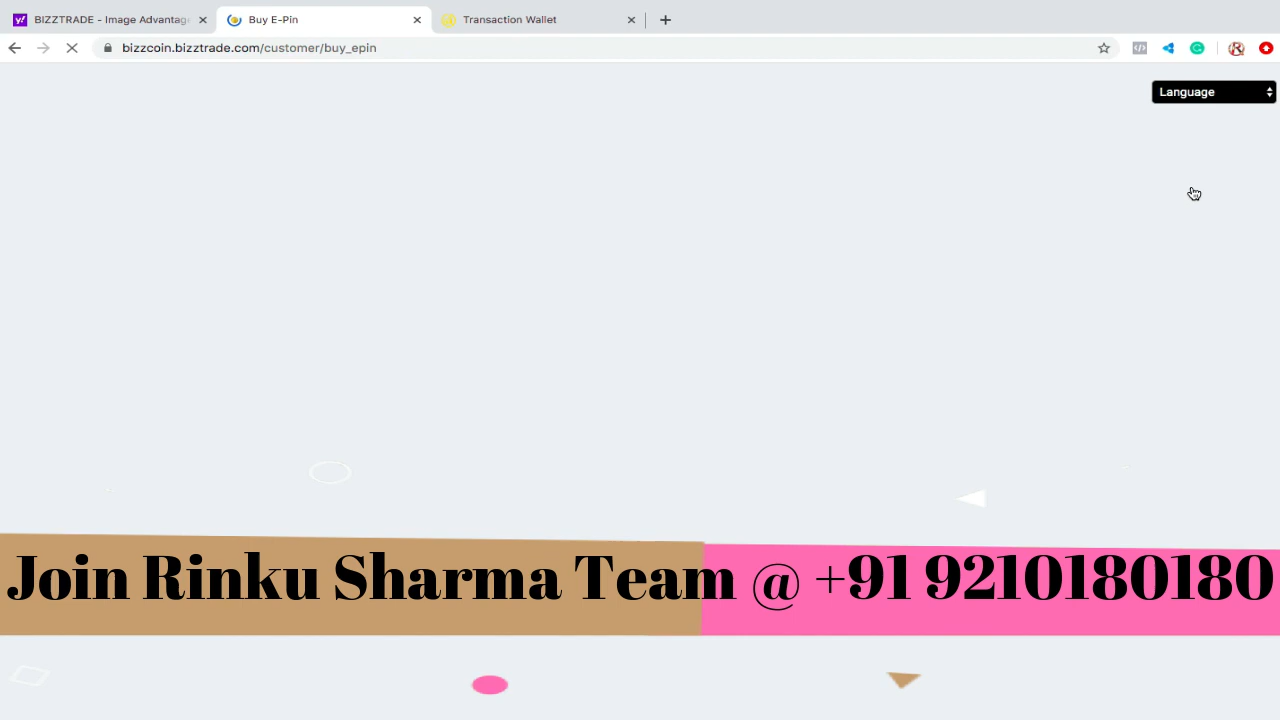 BIZZTRADE - Image Advantag
Buy E-Pin
Transaction Wallet
bizzcoin.bizztrade.com/customer/buy_epin
Language
Join Rinku Sharma Team @ +91 9210180180